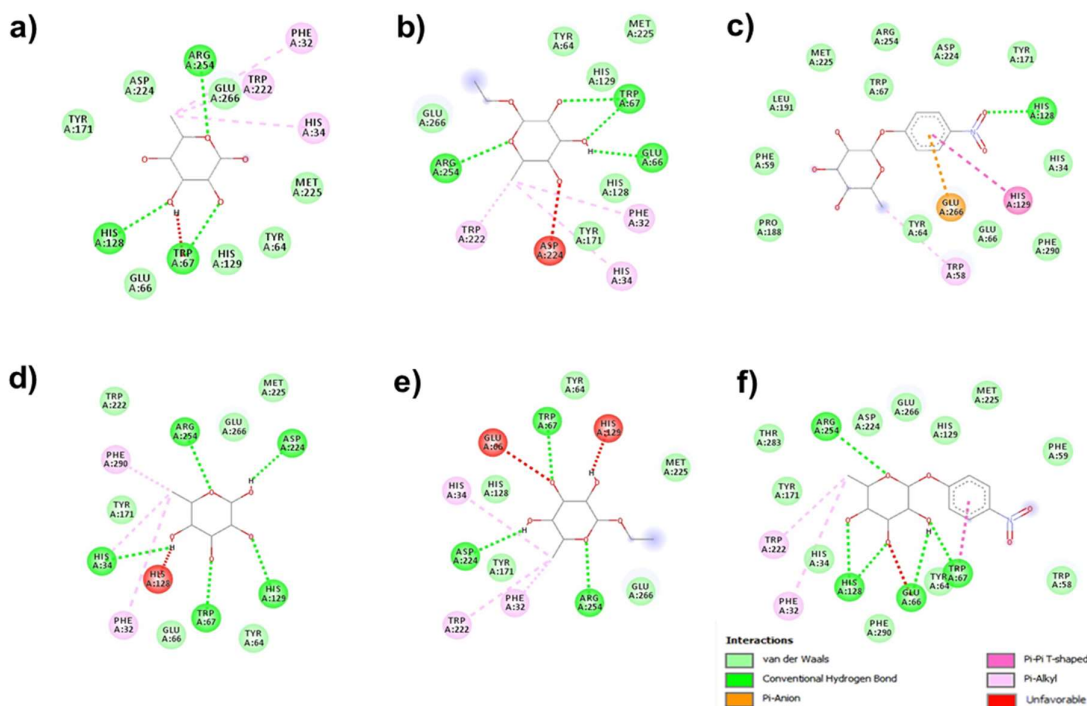 a)
PHE
A:32
ARG
A:254
ASP
A:224
GLU
A:266
TRP
A:222
TYR
A:171
HIS
A:34
MET
A:225
HIS
A:128
TRP
A:67
HIS
A:129
TYR
A:64
GLU
A:66
b)
TYR
A:64
MET
A:225
HIS
A:129
TRP
A:67
GLU
A:266
H
ARG
A:254
GLU
A:66
HIS
A:128
PHE
A:32
TRP
A:222
ASP
A:224
TYR
A:171
HIS
A:34
c)
MET
A:225
ARG
A:254
ASP
A:224
TYR
A:171
TRP
A:67
LEU
A:191
HIS
A:128
PHE
A:59
HIS
A:34
GLU
A:266
HIS
A:129
PRO
A:188
TYR
A:64
GLU
A:66
PHE
A:290
TRP
A:58
d)
TRP
A:222
MET
A:225
ARG
A:254
GLU
A:266
ASP
A:224
PHE
A:290
H
TYR
A:171
H
HIS
A:34
HIS
A:128
HIS
A:129
PHE
A:32
GLU
A:66
TRP
A:67
TYR
A:64
e)
TYR
A:64
GLU
A:66
TRP
A:67
HIS
A:129
MET
A:225
HIS
A:34
HIS
A:128
H
H
ASP
A:224
TYR
A:171
PHE
A:32
ARG
A:254
GLU
A:266
TRP
A:222
f)
THR
A:283
ARG
A:254
ASP
A:224
GLU
A:266
MET
A:225
HIS
A:129
PHE
A:59
TYR
A:171
TRP
A:222
HIS
A:34
H
PHE
A:32
HIS
A:128
GLU
A:66
TYR
A:64
TRP
A:67
TRP
A:58
PHE
A:290
Interactions
van der Waals
Conventional Hydrogen Bond
Pi-Anion
Pi-Pi T-shaped
Pi-Alkyl
Unfavorable